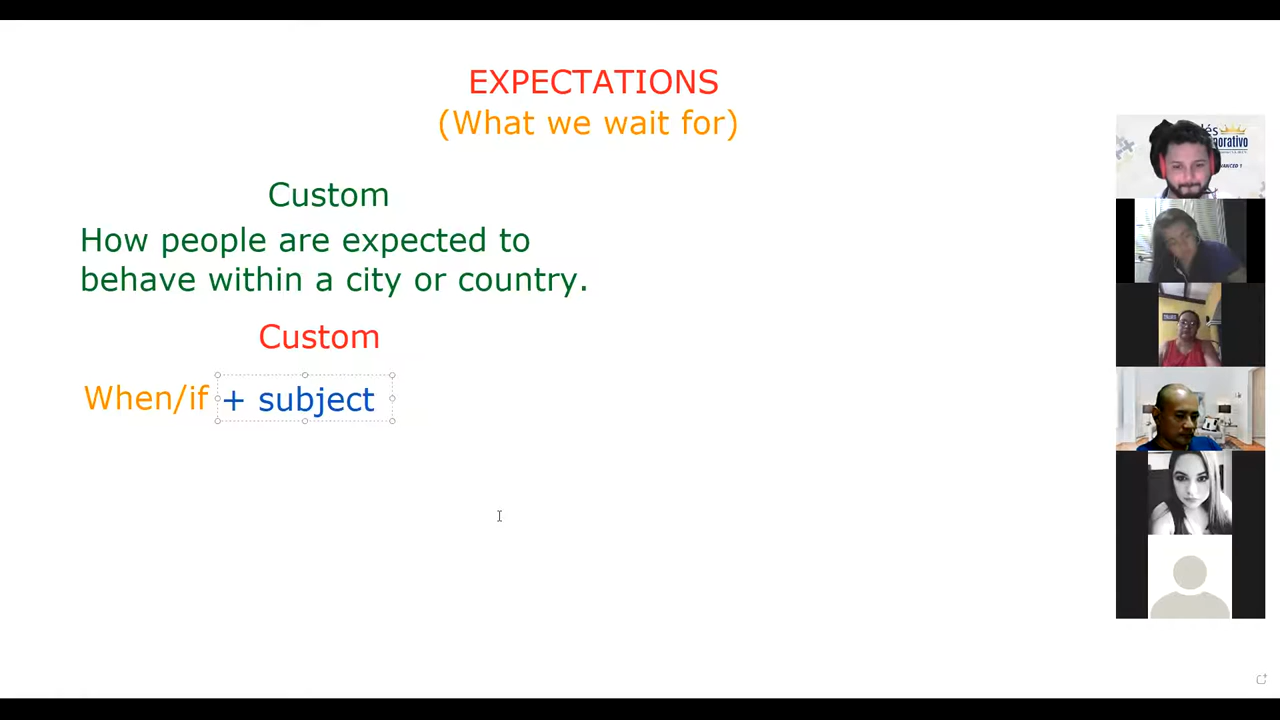 EXPECTATIONS
(What we wait for)
Custom
How people are expected to
behave within a city or country.
Custom
When/if + subject